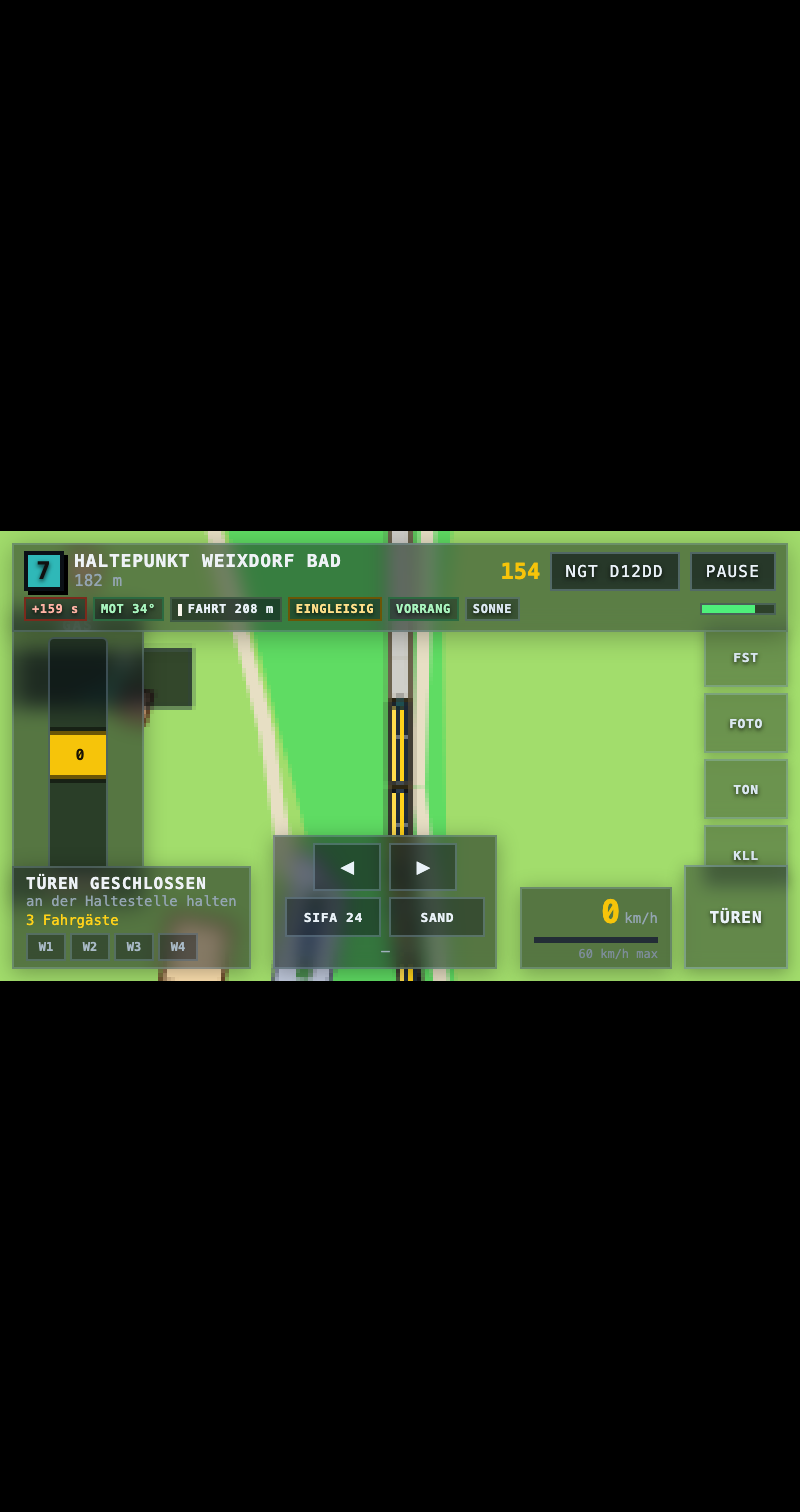 7
HALTEPUNKT WEIXDORF BAD
182 m
154
NGT D12DD
PAUSE
+159 s
MOT 34°
FAHRT 208 m
EINGLEISIG
VORRANG
SONNE
0
FST
FOTO
TON
KLL
TÜREN GESCHLOSSEN
an der Haltestelle halten
3 Fahrgäste
W1
W2
W3
W4
◀
▶
SIFA 24
SAND
—
0 km/h
60 km/h max
TÜREN